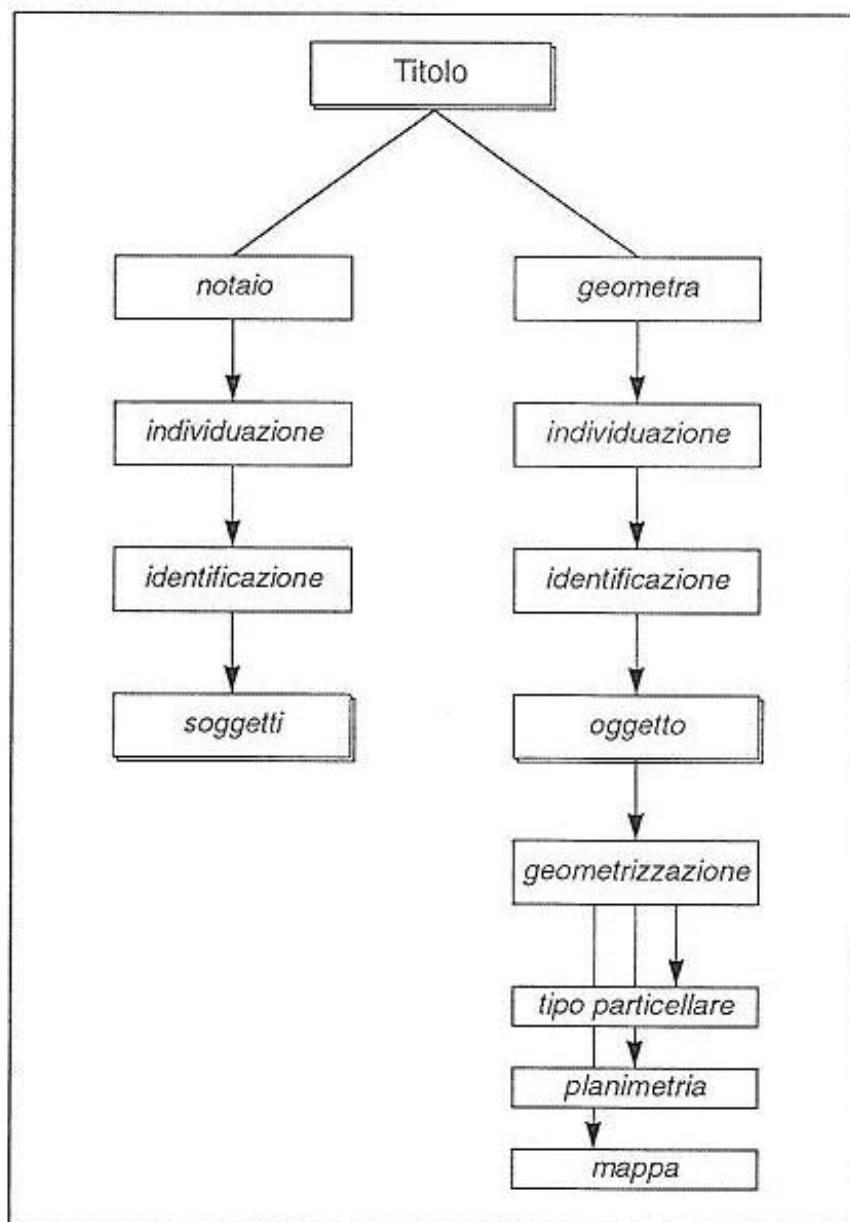 Titolo
notaio
geometra
individuazione
individuazione
identificazione
identificazione
soggetti
oggetto
geometrizzazione
tipo particellare
planimetria
mappa